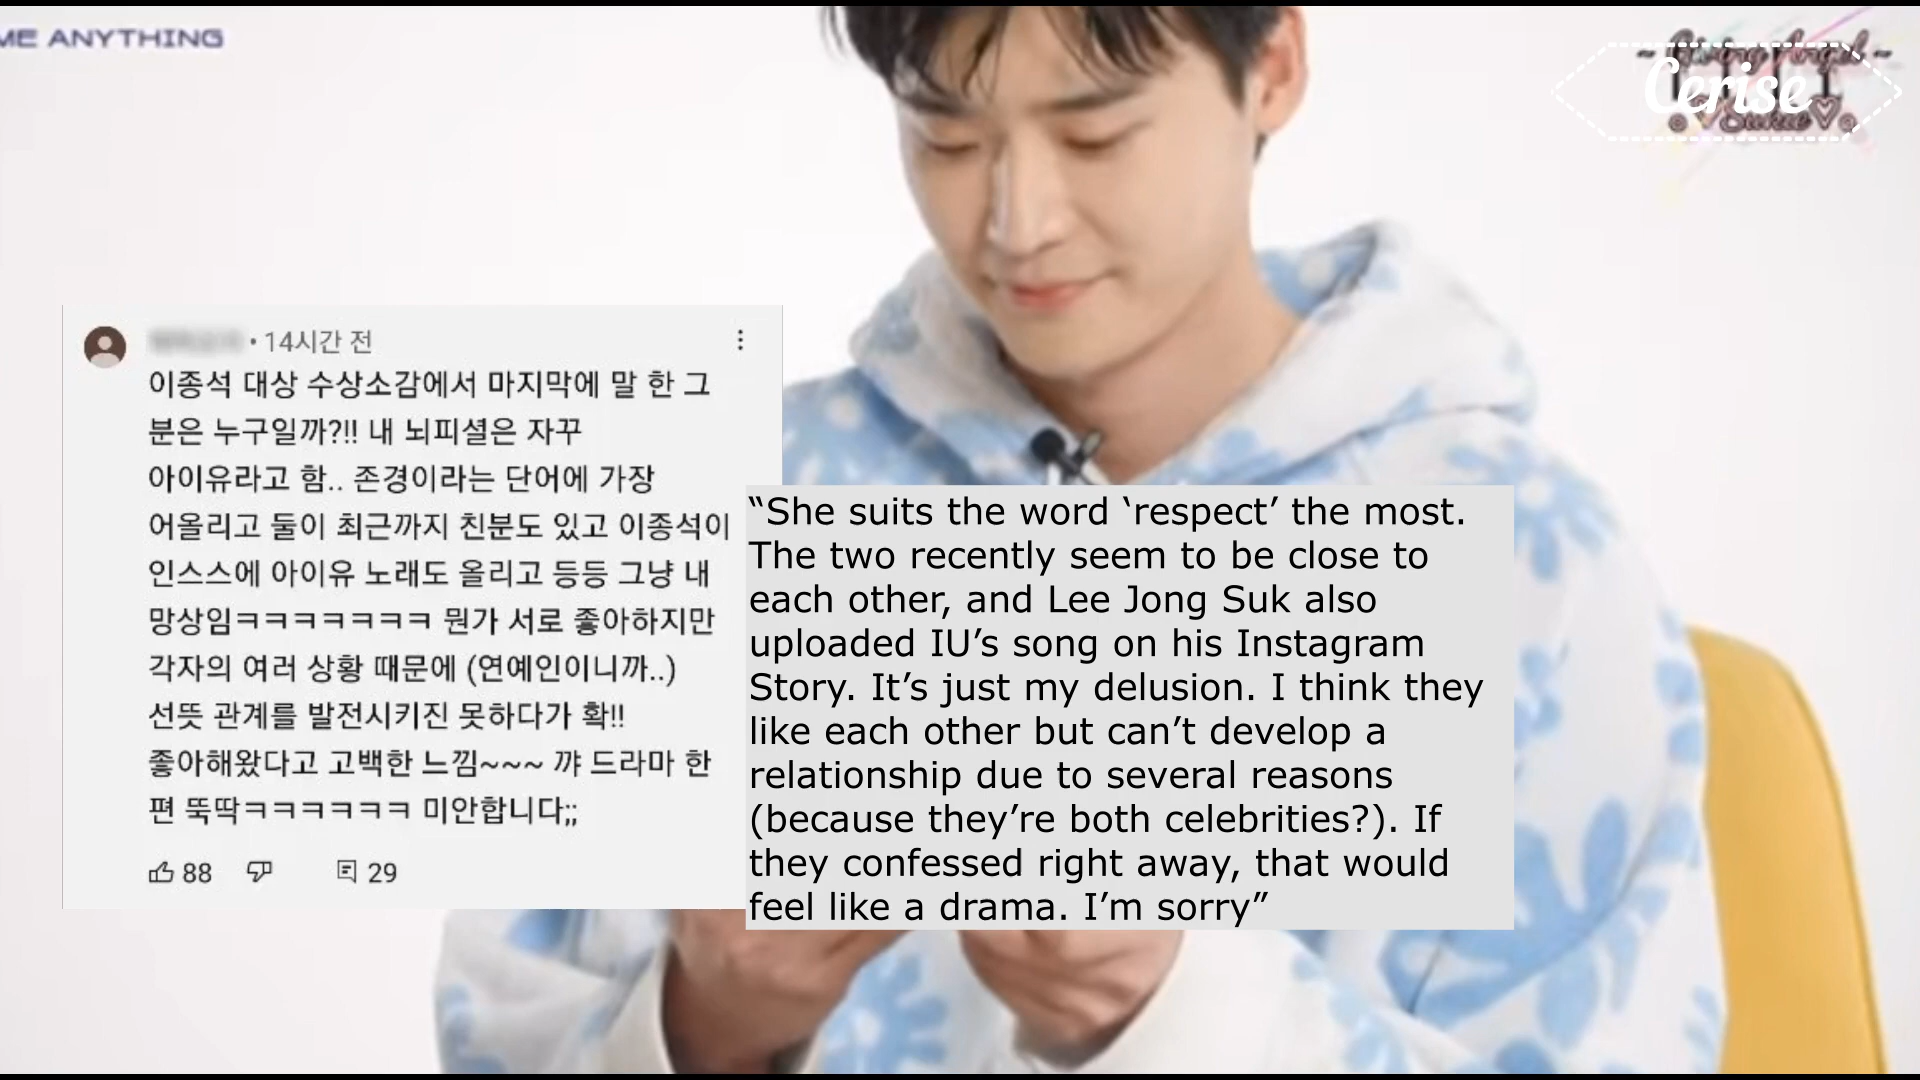 ME ANYTHING
Cerise
• 14시간 전
이종석 대상 수상소감에서 마지막에 말 한 그
분은 누구일까?!! 내 뇌피셜은 자꾸
아이유라고 함.. 존경이라는 단어에 가장
어올리고 둘이 최근까지 친분도 있고 이종석이
인스스에 아이유 노래도 올리고 등등 그냥 내
망상임ㅋㅋㅋㅋㅋㅋㅋ 뭔가 서로 좋아하지만
각자의 여러 상황 때문에 (연예인이니까..)
선뜻 관계를 발전시키진 못하다가 확!!
좋아해왔다고 고백한 느낌~~~ 꺄 드라마 한
편 뚝딱ㅋㅋㅋㅋㅋㅋ 미안합니다;;
88 29
“She suits the word ‘respect’ the most.
The two recently seem to be close to
each other, and Lee Jong Suk also
uploaded IU’s song on his Instagram
Story. It’s just my delusion. I think they
like each other but can’t develop a
relationship due to several reasons
(because they’re both celebrities?). If
they confessed right away, that would
feel like a drama. I’m sorry”